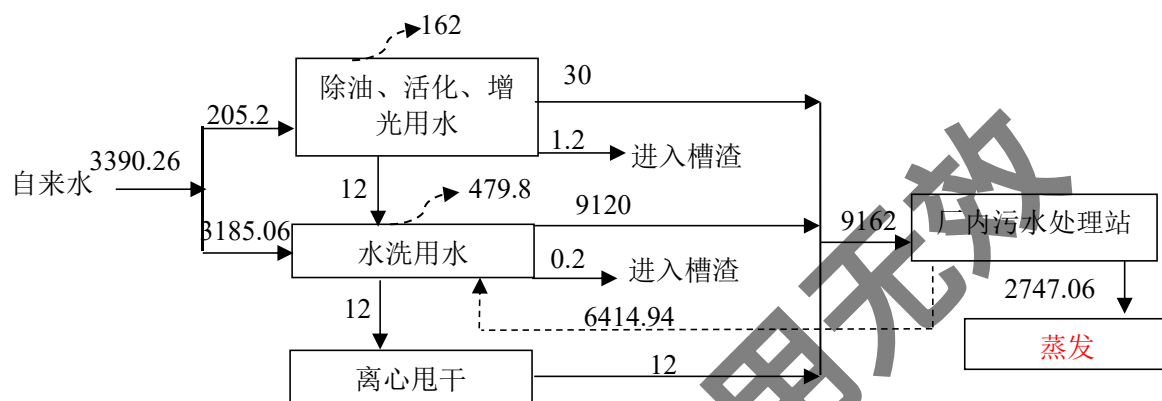 162
除油、活化、增
光用水
30
205.2
1.2
进入槽渣
3390.26
自来水
12
479.8
9120
3185.06
水洗用水
9162
厂内污水处理站
0.2
进入槽渣
2747.06
12
6414.94
蒸发
离心甩干
12
用无效